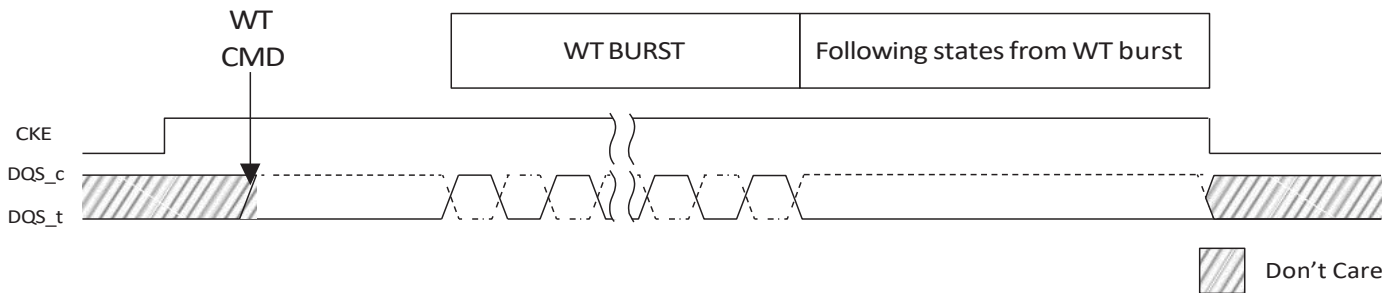 WT
CMD
WT BURST
Following states from WT burst
CKE
DQS_c
DQS_t
Don't Care